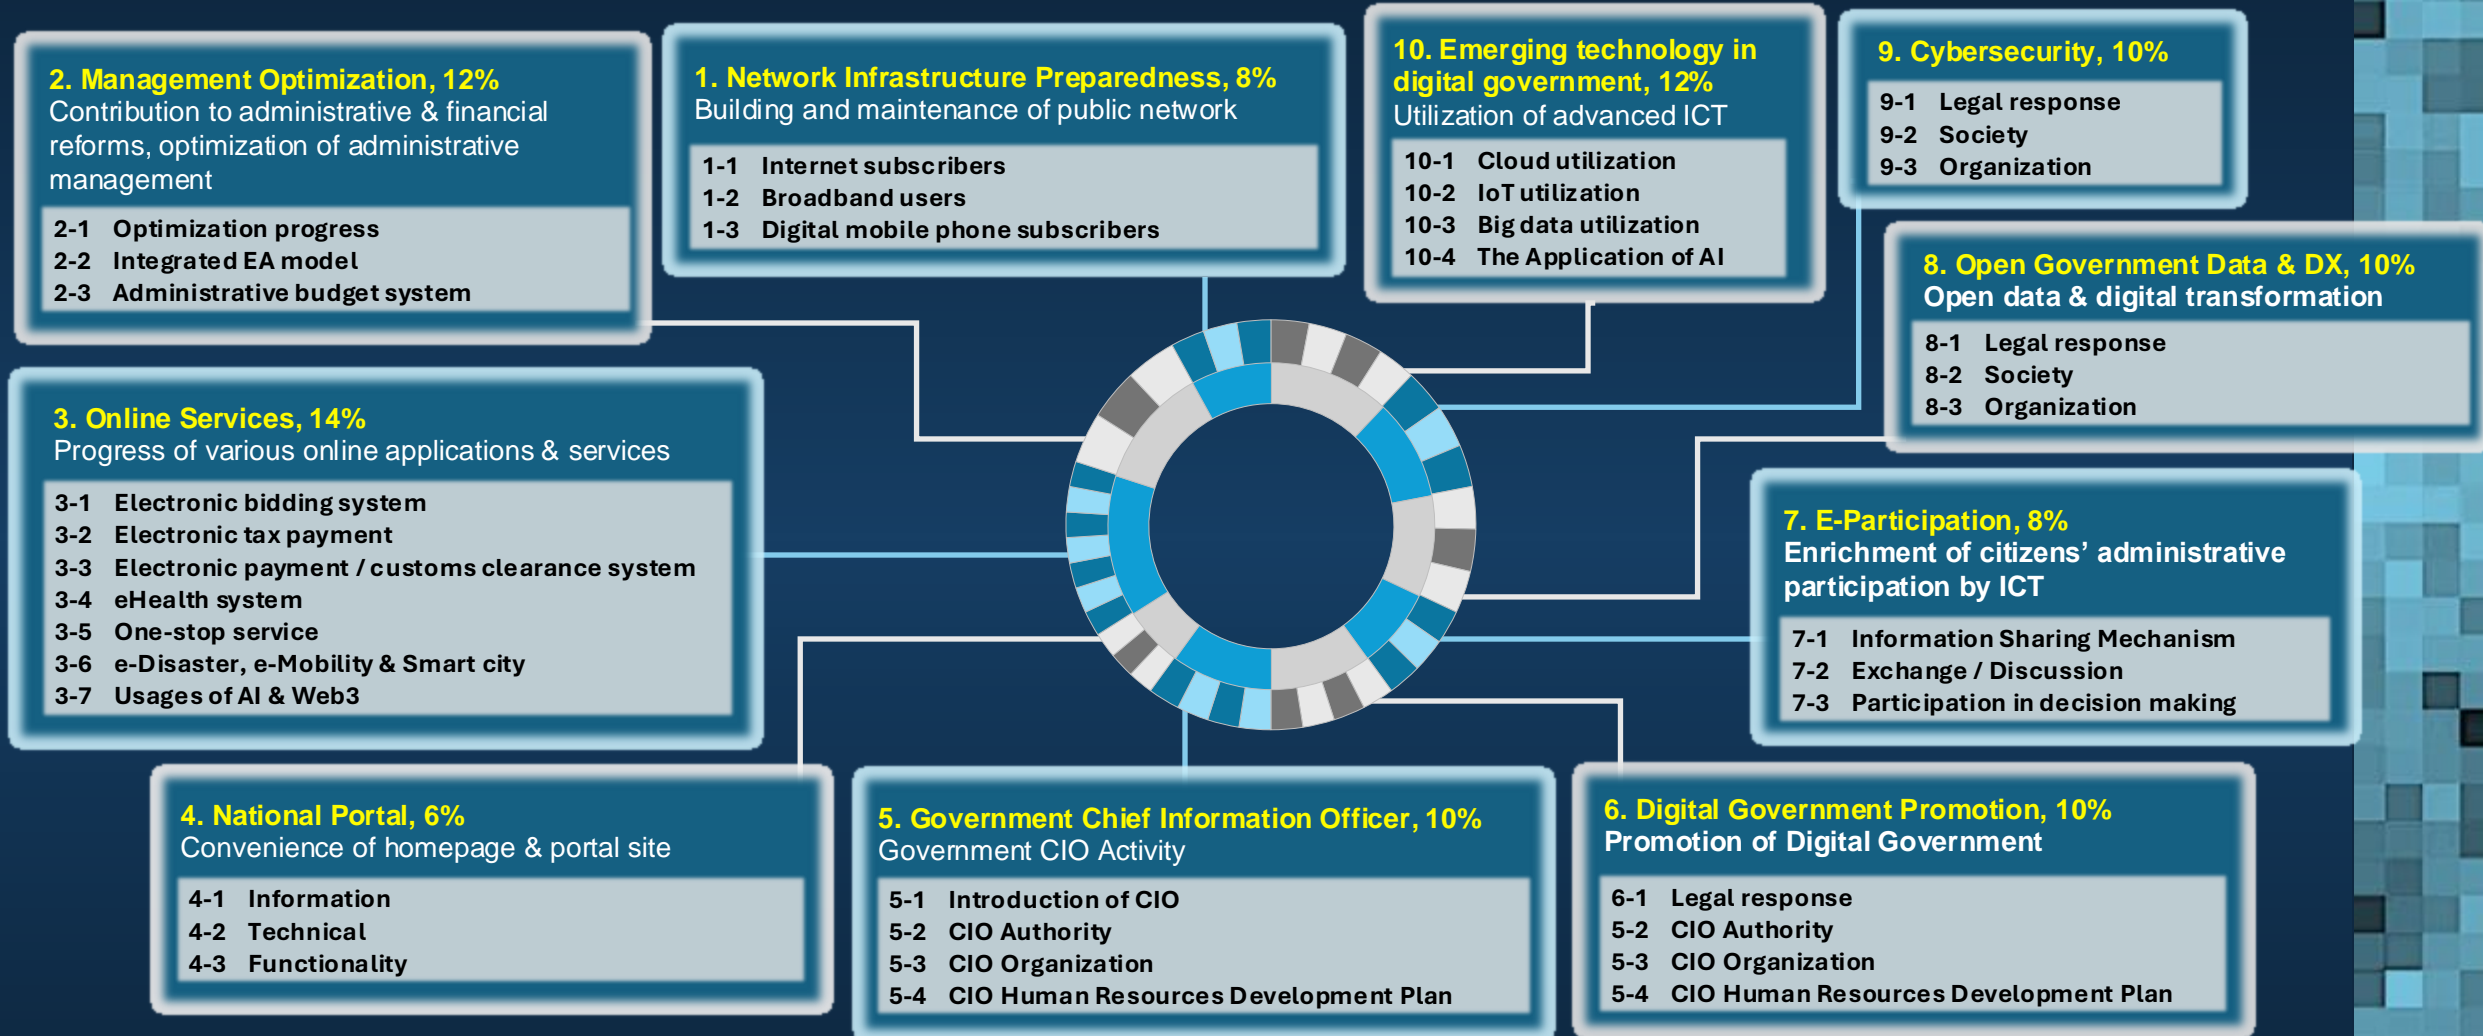 2. Management Optimization, 12%
Contribution to administrative & financial
reforms, optimization of administrative
management
2-1 Optimization progress
2-2 Integrated EA model
2-3 Administrative budget system
1. Network Infrastructure Preparedness, 8%
Building and maintenance of public network
1-1 Internet subscribers
1-2 Broadband users
1-3 Digital mobile phone subscribers
10. Emerging technology in
digital government, 12%
Utilization of advanced ICT
10-1 Cloud utilization
10-2 IoT utilization
10-3 Big data utilization
10-4 The Application of AI
9. Cybersecurity, 10%
9-1 Legal response
9-2 Society
9-3 Organization
8. Open Government Data & DX, 10%
Open data & digital transformation
8-1 Legal response
8-2 Society
8-3 Organization
3. Online Services, 14%
Progress of various online applications & services
3-1 Electronic bidding system
3-2 Electronic tax payment
3-3 Electronic payment / customs clearance system
3-4 eHealth system
3-5 One-stop service
3-6 e-Disaster, e-Mobility & Smart city
3-7 Usages of AI & Web3
7. E-Participation, 8%
Enrichment of citizens’ administrative
participation by ICT
7-1 Information Sharing Mechanism
7-2 Exchange / Discussion
7-3 Participation in decision making
4. National Portal, 6%
Convenience of homepage & portal site
4-1 Information
4-2 Technical
4-3 Functionality
5. Government Chief Information Officer, 10%
Government CIO Activity
5-1 Introduction of CIO
5-2 CIO Authority
5-3 CIO Organization
5-4 CIO Human Resources Development Plan
6. Digital Government Promotion, 10%
Promotion of Digital Government
6-1 Legal response
5-2 CIO Authority
5-3 CIO Organization
5-4 CIO Human Resources Development Plan